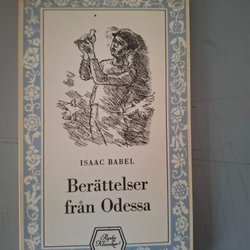 ISAAC BABEL
Berättelser
från Odessa